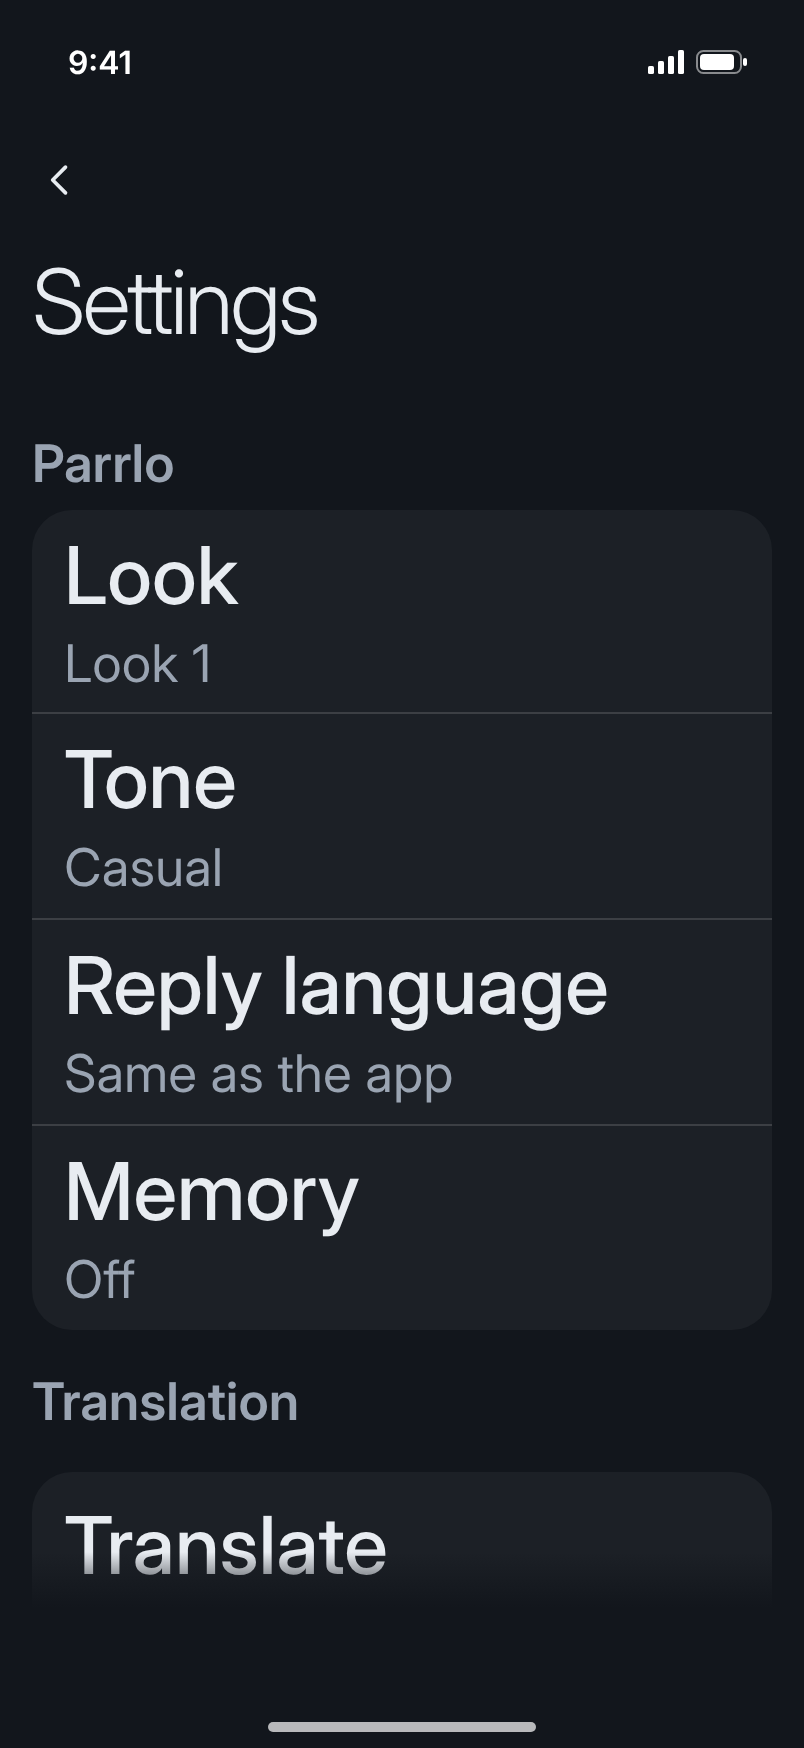 9:41
Settings
Parrlo
Look
Look 1
Tone
Casual
Reply language
Same as the app
Memory
Off
Translation
Translate